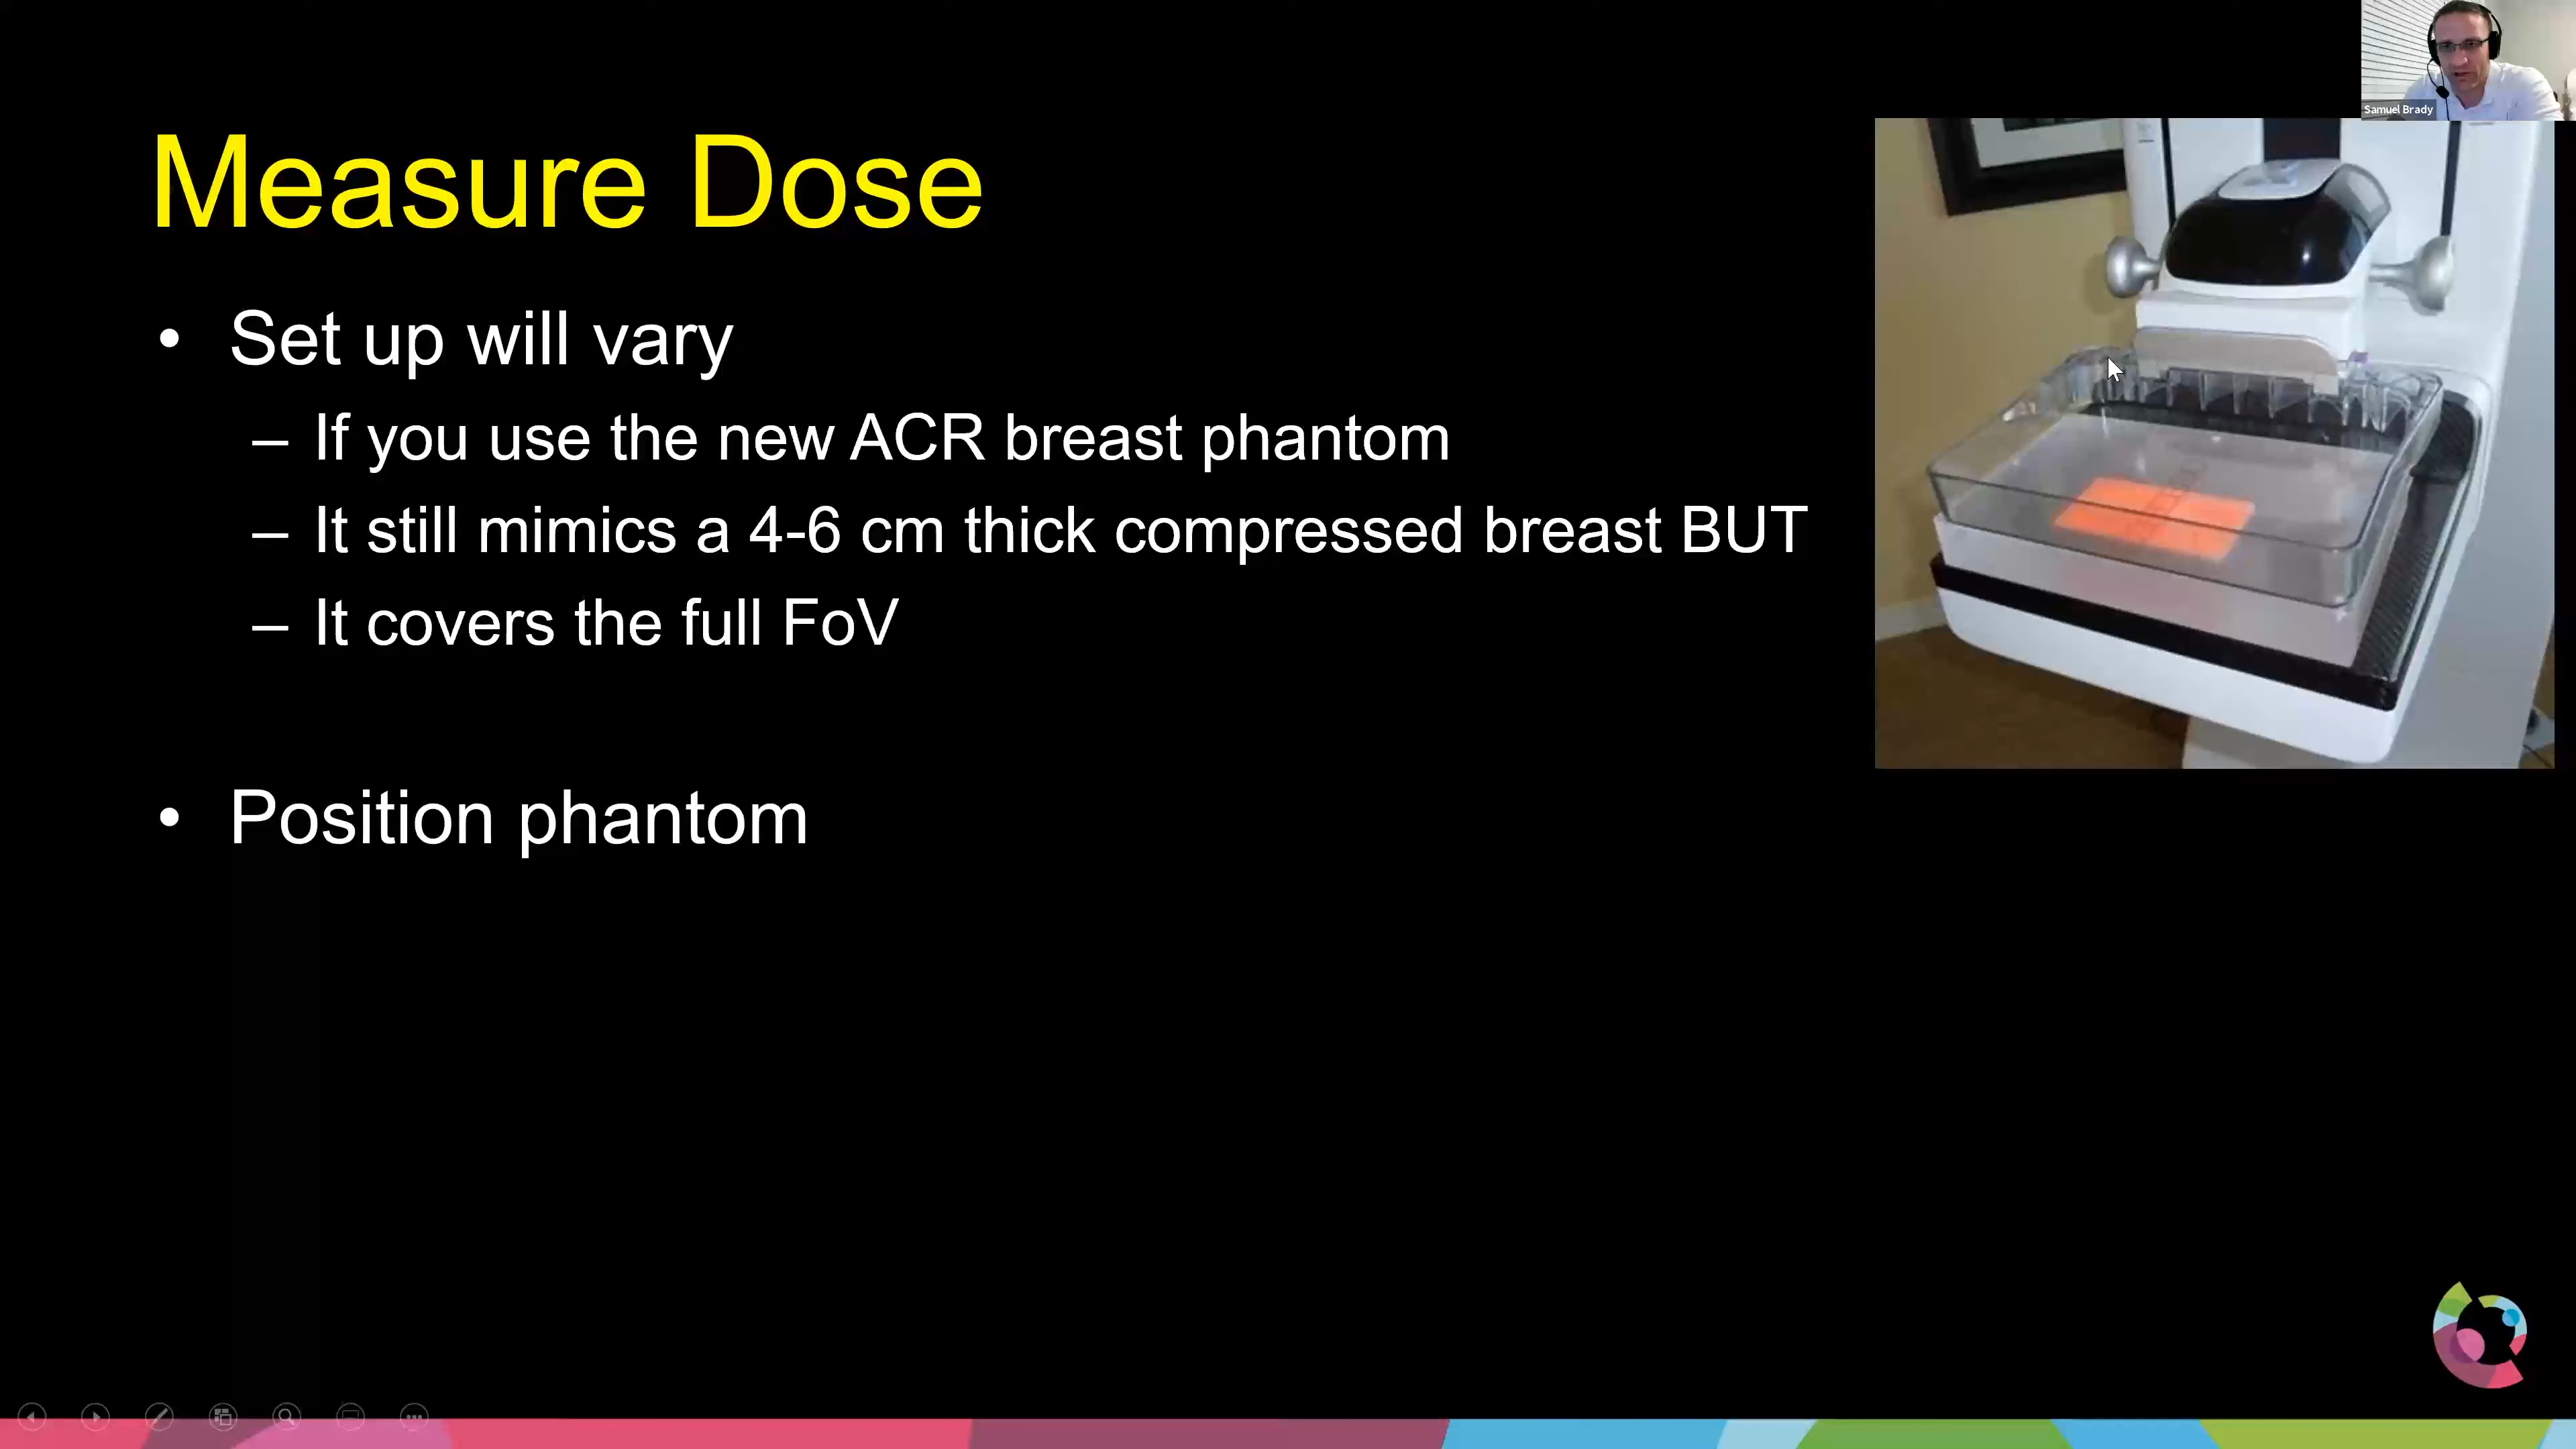 Samuel Brady
Measure Dose
• Set up will vary
– If you use the new ACR breast phantom
– It still mimics a 4-6 cm thick compressed breast BUT
– It covers the full FoV
• Position phantom